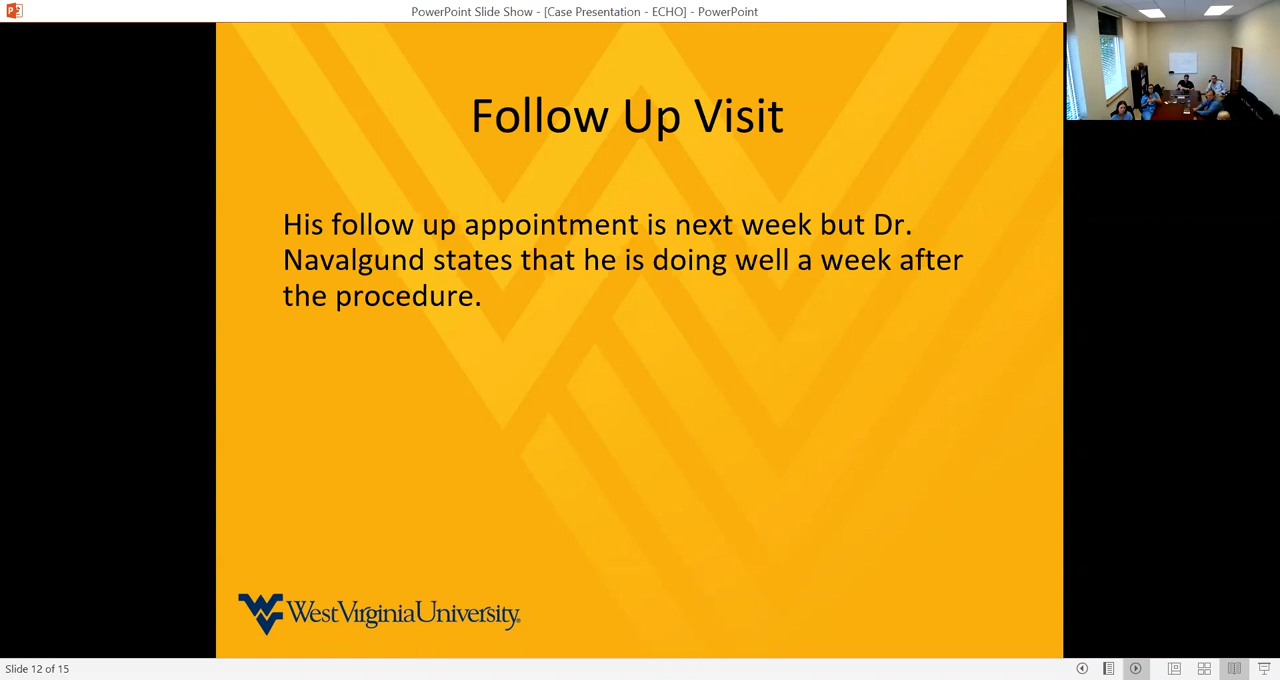 PowerPoint Slide Show - [Case Presentation - ECHO] - PowerPoint
Follow Up Visit
His follow up appointment is next week but Dr.
Navalgund states that he is doing well a week after
the procedure.
WestVirginiaUniversity®
Slide 12 of 15